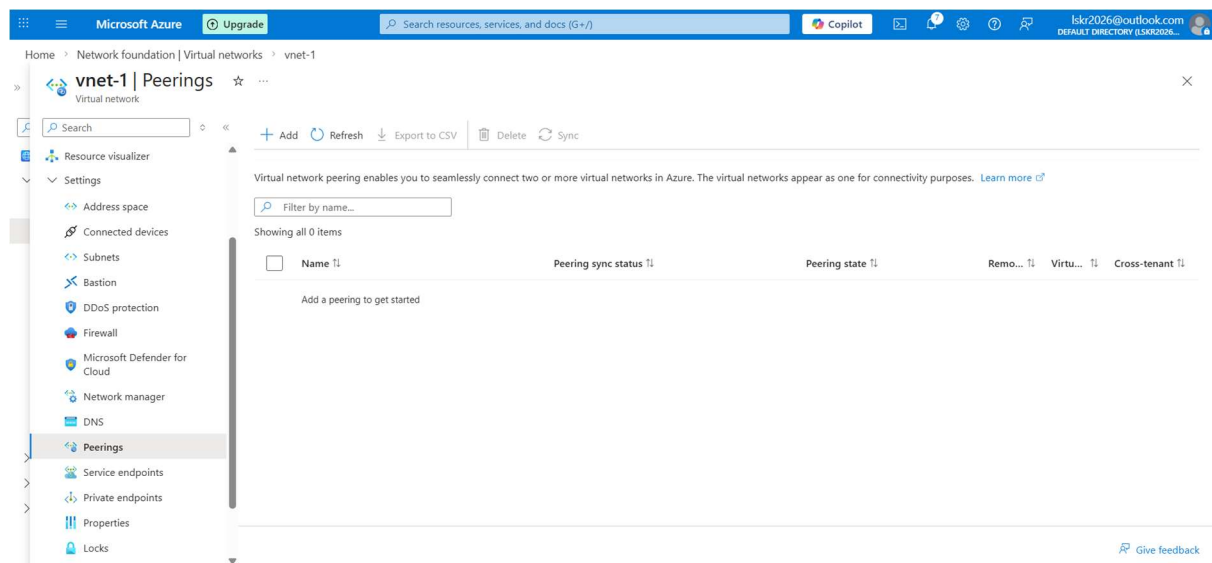 Microsoft Azure
Upgrade
Search resources, services, and docs (G+/)
Copilot
7
lskr2026@outlook.com
DEFAULT DIRECTORY (LSKR2026...
Home > Network foundation | Virtual networks > vnet-1
vnet-1 | Peerings
Virtual network
Search
Add
Refresh
Export to CSV
Delete
Sync
Resource visualizer
Settings
Address space
Connected devices
Subnets
Bastion
DDoS protection
Firewall
Microsoft Defender for
Cloud
Network manager
DNS
Peerings
Service endpoints
Private endpoints
Properties
Locks
Virtual network peering enables you to seamlessly connect two or more virtual networks in Azure. The virtual networks appear as one for connectivity purposes. Learn more
Filter by name...
Showing all 0 items
Name Peering sync status Peering state Remo... Virtu... Cross-tenant
Add a peering to get started
Give feedback